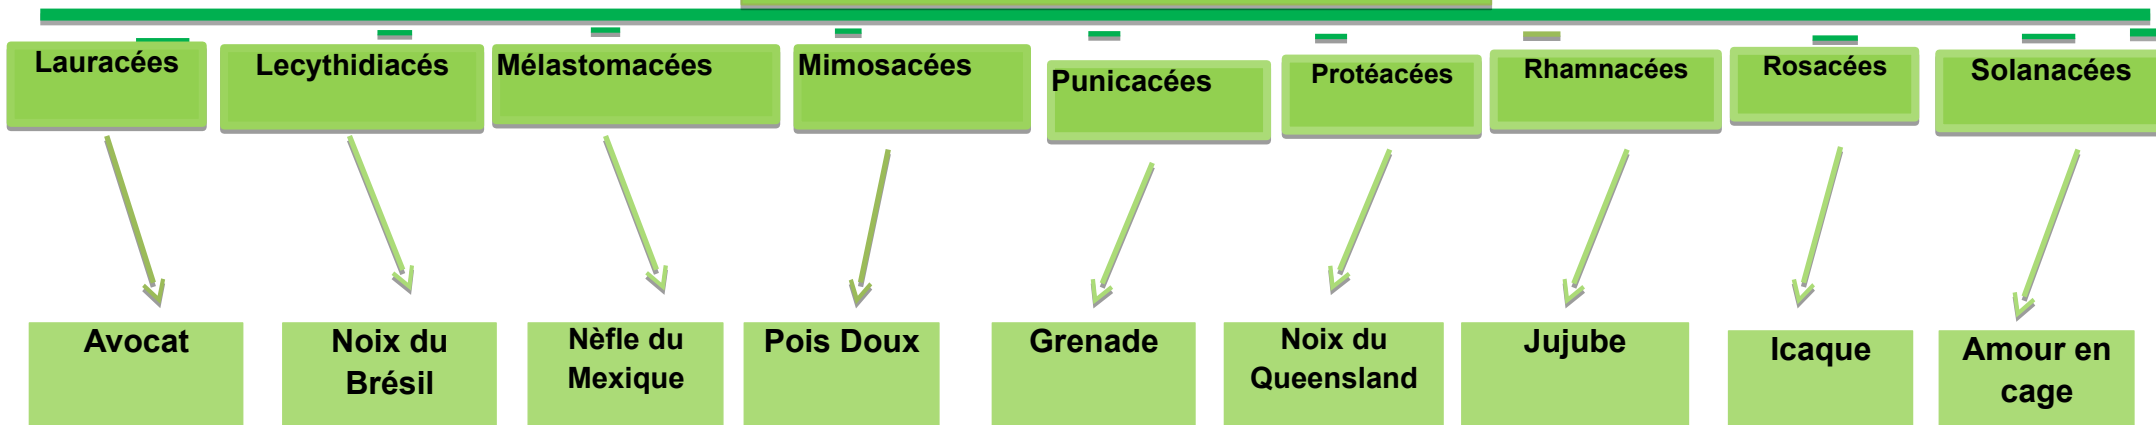 Lauracées
Lecythidiacés
Mélastomacées
Mimosacées
Punicacées
Protéacées
Rhamnacées
Rosacées
Solanacées
Avocat
Noix du
Brésil
Nèfle du
Mexique
Pois Doux
Grenade
Noix du
Queensland
Jujube
Icaque
Amour en
cage